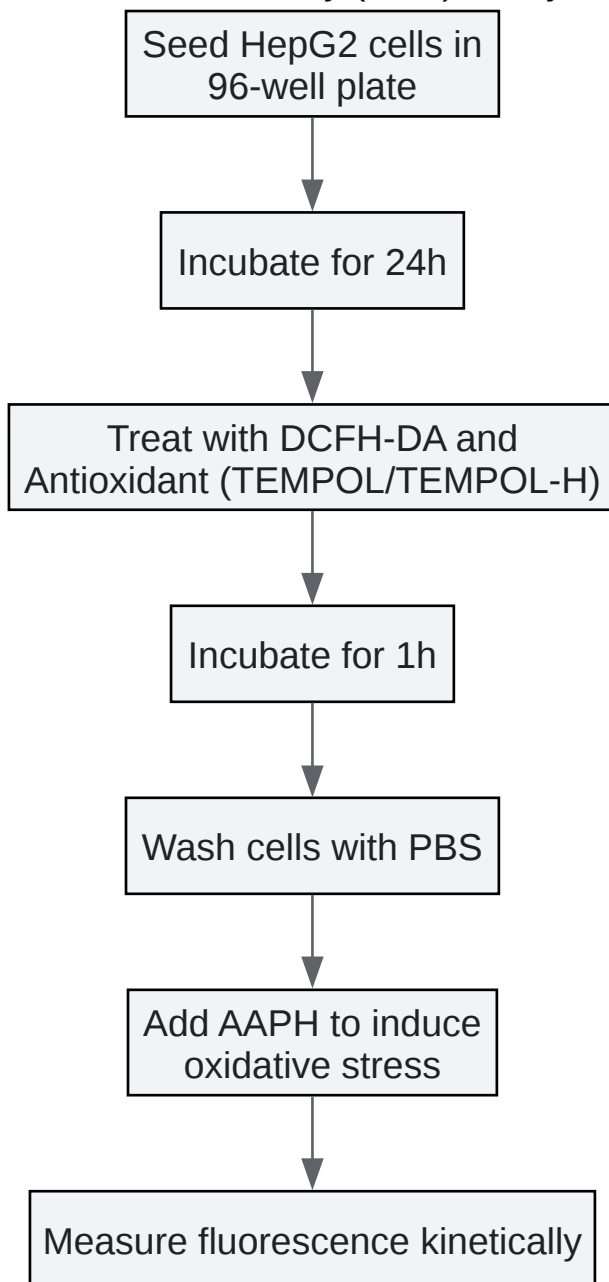 Seed HepG2 cells in
96-well plate
Incubate for 24h
Treat with DCFH-DA and
Antioxidant (TEMPOL/TEMPOL-H)
Incubate for 1h
Wash cells with PBS
Add AAPH to induce
oxidative stress
Measure fluorescence kinetically